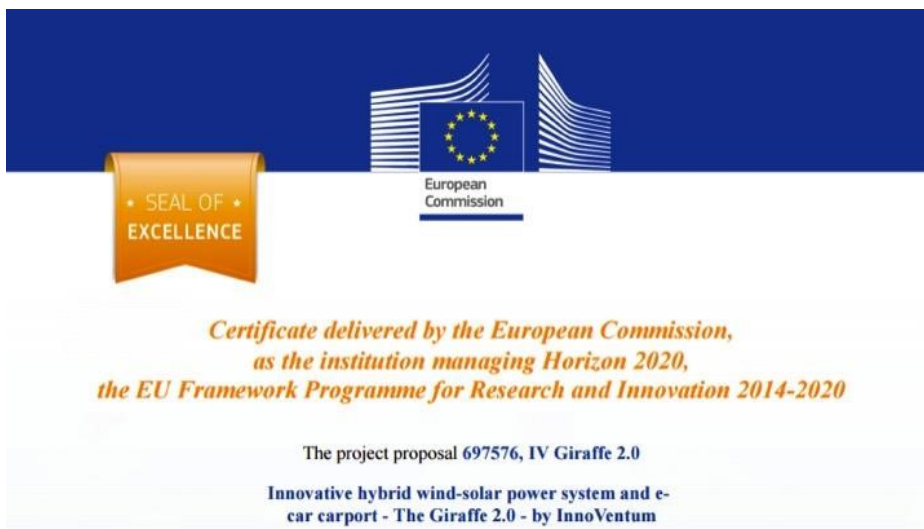 European
Commission
SEAL OF
EXCELLENCE
Certificate delivered by the European Commission,
as the institution managing Horizon 2020,
the EU Framework Programme for Research and Innovation 2014-2020
The project proposal 697576, IV Giraffe 2.0
Innovative hybrid wind-solar power system and e-
car carport - The Giraffe 2.0 - by InnoVentum